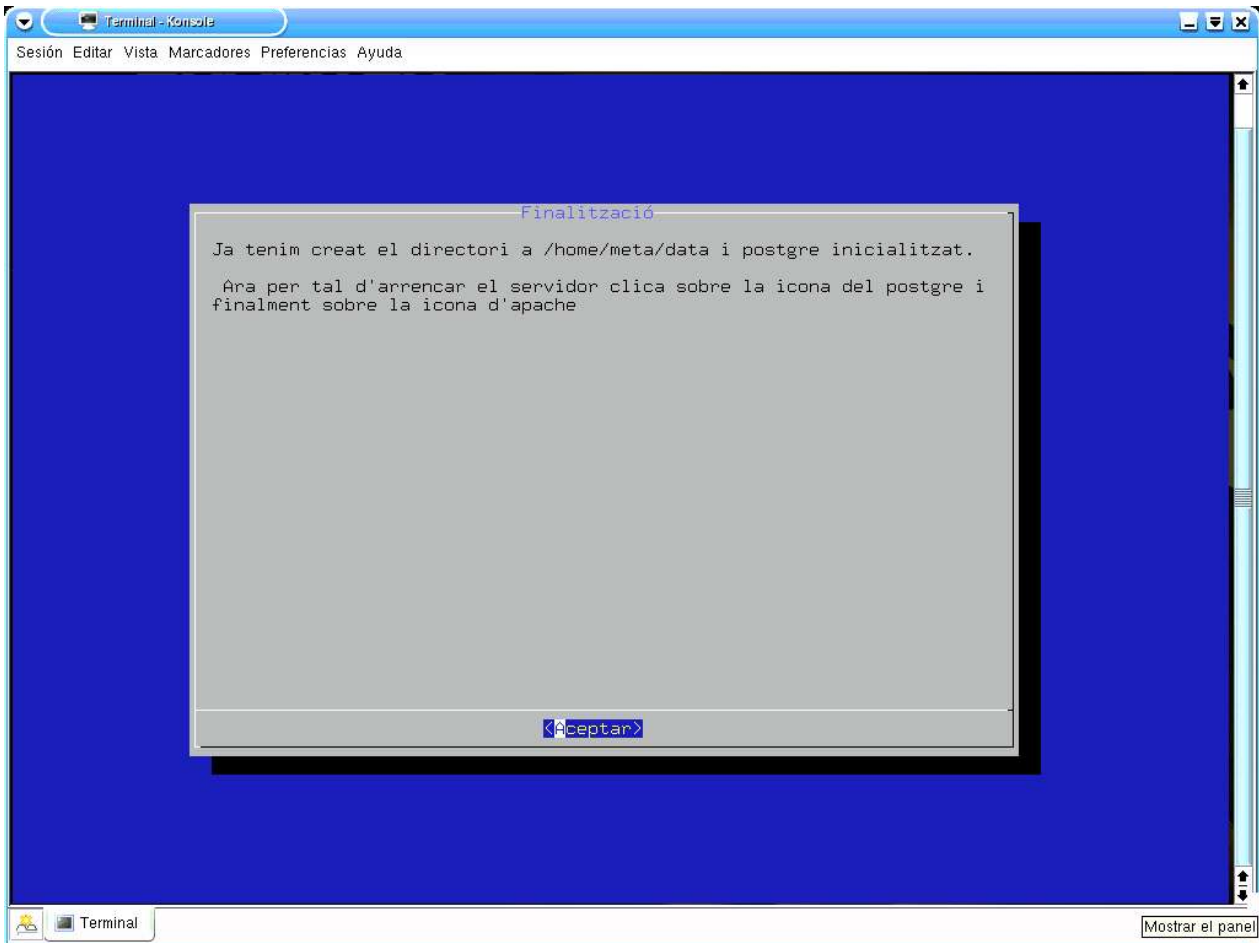 Terminal - Konsole
Sesión Editar Vista Marcadores Preferencias Ayuda
Finalització
Ja tenim creat el directori a /home/meta/data i postgre inicialitzat.
Ara per tal d'arrencar el servidor clica sobre la icona del postgre i
finalment sobre la icona d'apache
<Aceptar>
Terminal
Mostrar el panel